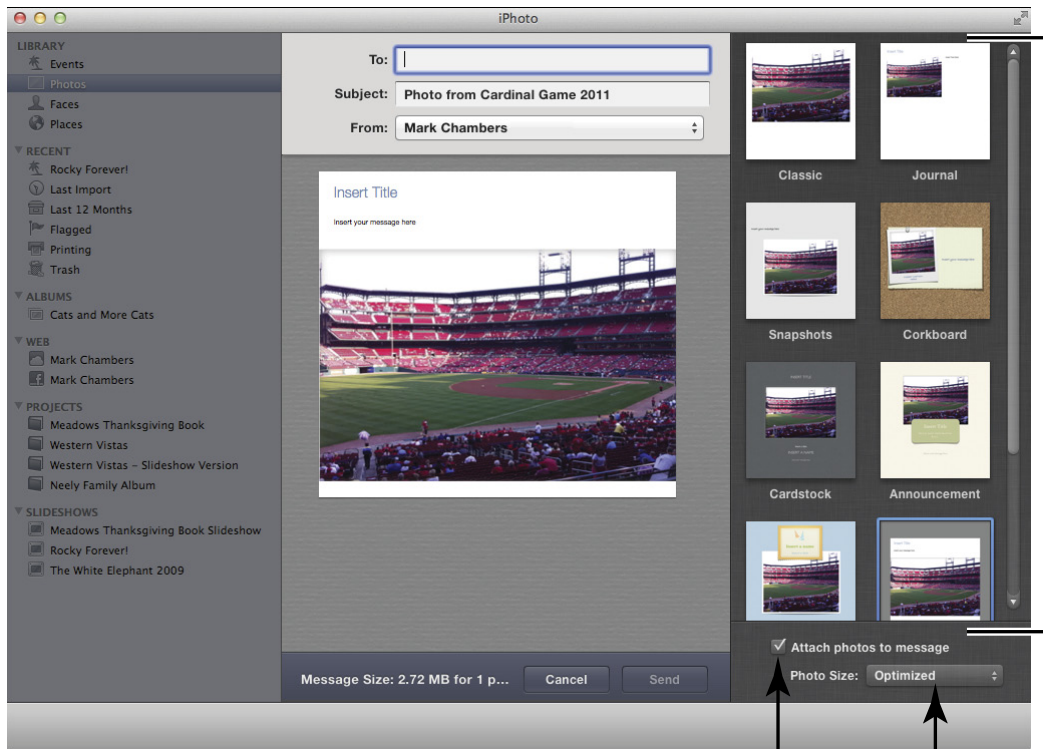 iPhoto
LIBRARY
Events
Photos
Faces
Places
RECENT
Rocky Forever!
Last Import
Last 12 Months
Flagged
Printing
Trash
ALBUMS
Cats and More Cats
WEB
Mark Chambers
Mark Chambers
PROJECTS
Meadows Thanksgiving Book
Western Vistas
Western Vistas – Slideshow Version
Neely Family Album
SLIDESHOWS
Meadows Thanksgiving Book Slideshow
Rocky Forever!
The White Elephant 2009
To:
Subject: Photo from Cardinal Game 2011
From: Mark Chambers
Insert Title
Insert your message here
Message Size: 2.72 MB for 1 p...
Cancel
Send
Classic
Journal
Snapshots
Corkboard
Cardstock
Announcement
Attach photos to message
Photo Size: Optimized